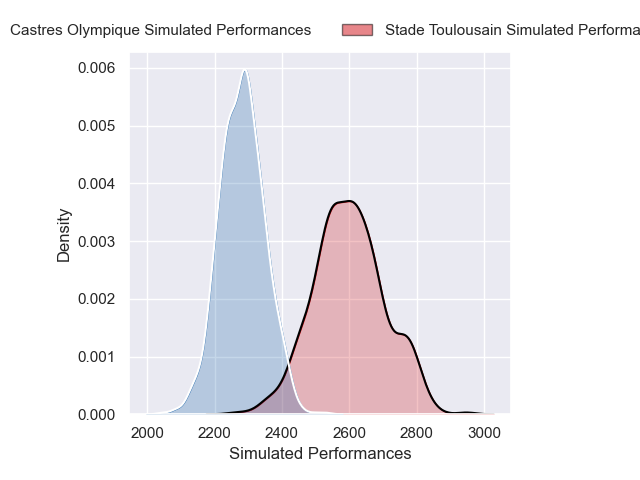 Castres Olympique Simulated Performances
Stade Toulousain Simulated Performa
0.006
0.005
0.004
0.003
0.002
0.001
0.000
Density
2000 2200 2400 2600 2800 3000
Simulated Performances